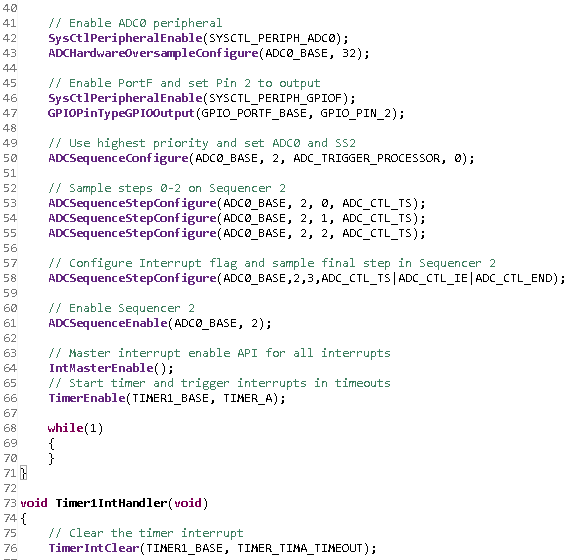 40
41 // Enable ADC0 peripheral
42 SysCtlPeripheralEnable(SYSCTL_PERIPH_ADC0);
43 ADCHardwareOversampleConfigure(ADC0_BASE, 32);
44
45 // Enable PortF and set Pin 2 to output
46 SysCtlPeripheralEnable(SYSCTL_PERIPH_GPIOF);
47 GPIOPinTypeGPIOOutput(GPIO_PORTF_BASE, GPIO_PIN_2);
48
49 // Use highest priority and set ADC0 and SS2
50 ADCSequenceConfigure(ADC0_BASE, 2, ADC_TRIGGER_PROCESSOR, 0);
51
52 // Sample steps 0-2 on Sequencer 2
53 ADCSequenceStepConfigure(ADC0_BASE, 2, 0, ADC_CTL_TS);
54 ADCSequenceStepConfigure(ADC0_BASE, 2, 1, ADC_CTL_TS);
55 ADCSequenceStepConfigure(ADC0_BASE, 2, 2, ADC_CTL_TS);
56
57 // Configure Interrupt flag and sample final step in Sequencer 2
58 ADCSequenceStepConfigure(ADC0_BASE,2,3,ADC_CTL_TS|ADC_CTL_IE|ADC_CTL_END);
59
60 // Enable Sequencer 2
61 ADCSequenceEnable(ADC0_BASE, 2);
62
63 // Master interrupt enable API for all interrupts
64 IntMasterEnable();
65 // Start timer and trigger interrupts in timeouts
66 TimerEnable(TIMER1_BASE, TIMER_A);
67
68 while(1)
69 {
70 }
71 }
72
73 void Timer1IntHandler(void)
74 {
75 // Clear the timer interrupt
76 TimerIntClear(TIMER1_BASE, TIMER_TIMA_TIMEOUT);